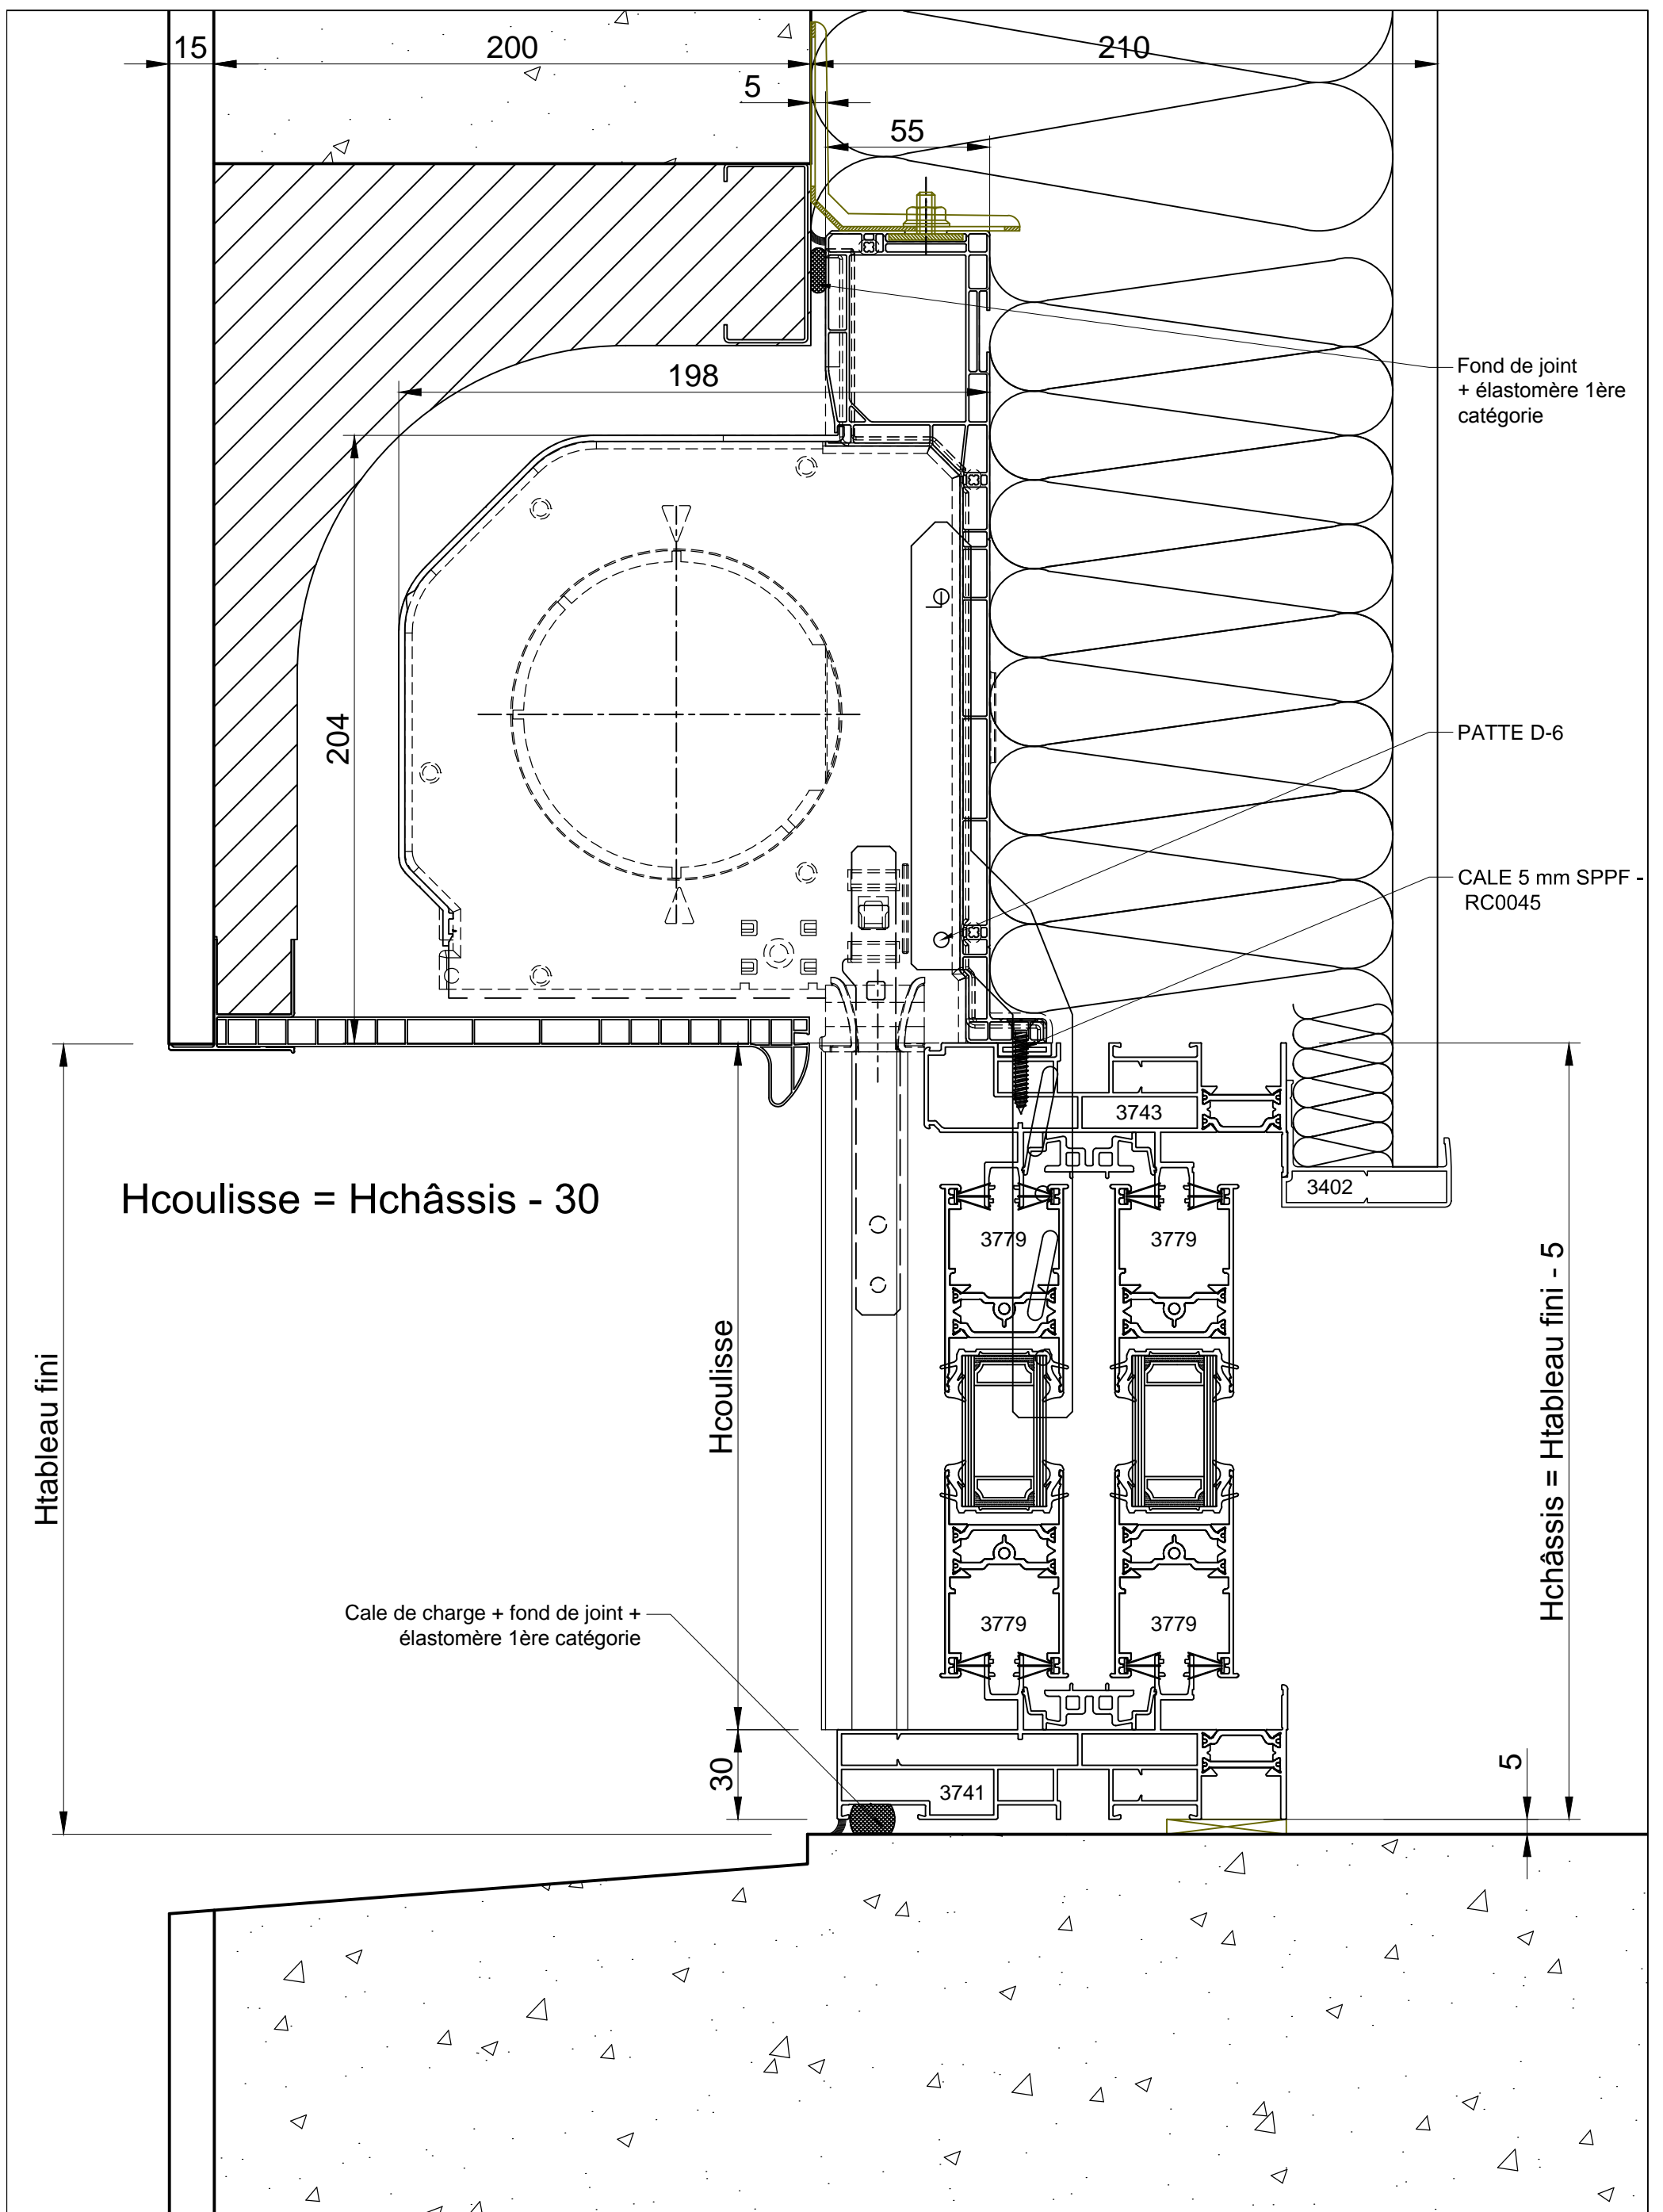 15
200
210
5
55
198
Fond de joint
+ élastomère 1ère
catégorie
204
PATTE D-6
CALE 5 mm SPPF -
RC0045
3743
3402
Hcoulisse = Hchâssis - 30
3779
3779
Htableau fini
Hcoulisse
Hchâssis = Htableau fini - 5
Cale de charge + fond de joint +
élastomère 1ère catégorie
3779
3779
30
3741
5